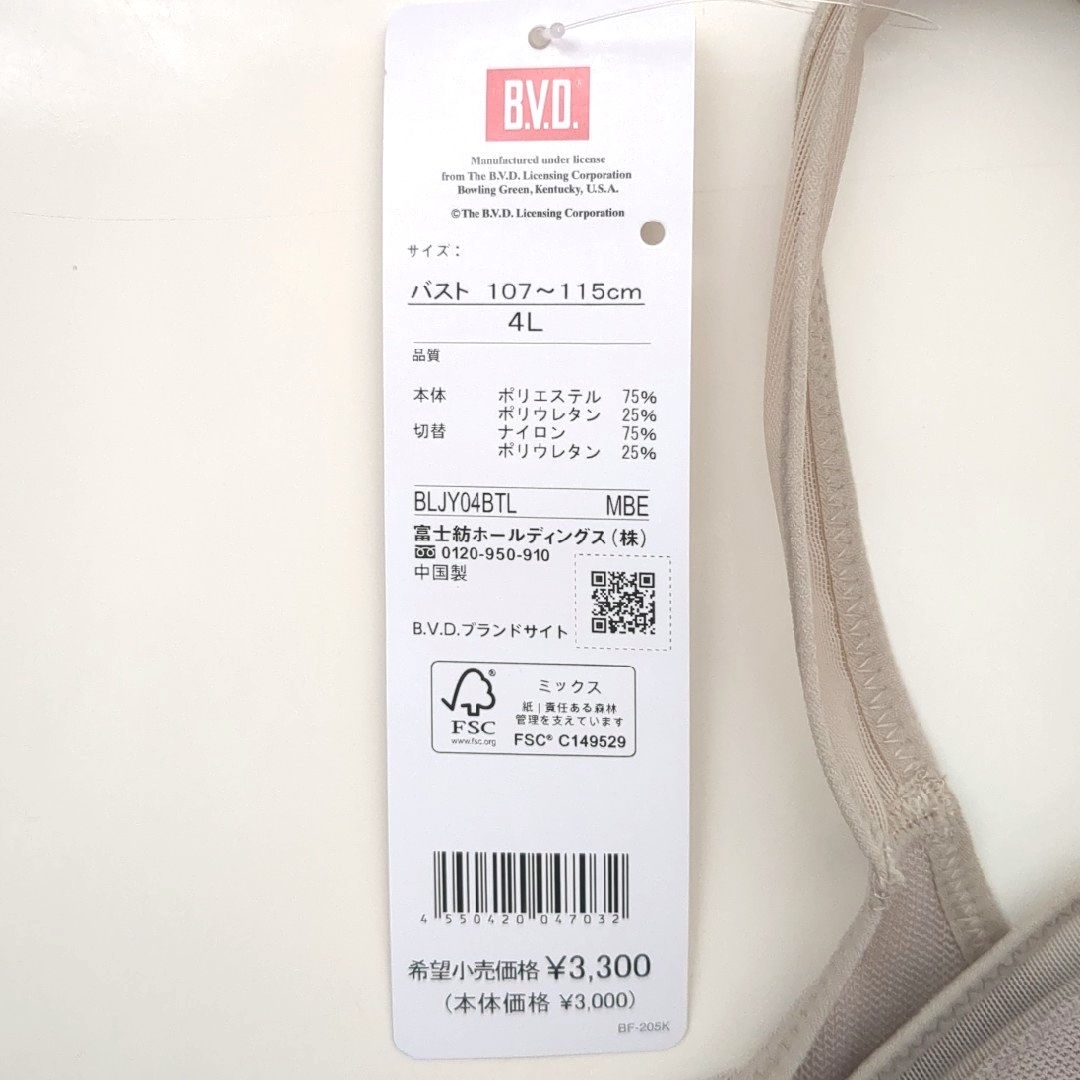 B.V.D.®
Manufactured under license
from The B.V.D. Licensing Corporation
Bowling Green, Kentucky, U.S.A.
©The B.V.D. Licensing Corporation
サイズ：
バスト 107～115cm
4L
品質
本体 ポリエステル 75%
ポリウレタン 25%
切替 ナイロン 75%
ポリウレタン 25%
BLJY04BTL MBE
富士紡ホールディングス(株)
0120-950-910
中国製
B.V.D.ブランドサイト
FSC®
www.fsc.org
ミックス
紙｜責任ある森林
管理を支えています
FSC® C149529
4 550420 047032
希望小売価格 ¥3,300
(本体価格 ¥3,000)
BF-205K